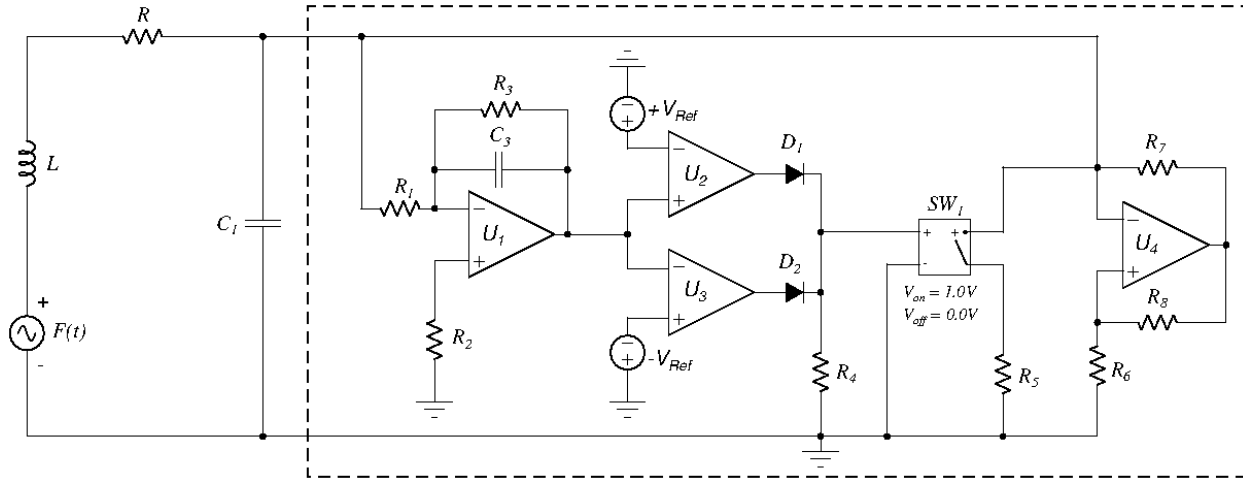 R
L
C1
+
F(t)
-
R3
C3
R1
-
U1
+
R2
-
+
+VRef
-
U2
+
D1
-
U3
+
D2
-
+
-VRef
R4
SW1
+ +
-
Von = 1.0V
Voff = 0.0V
R5
R7
-
U4
+
R8
R6